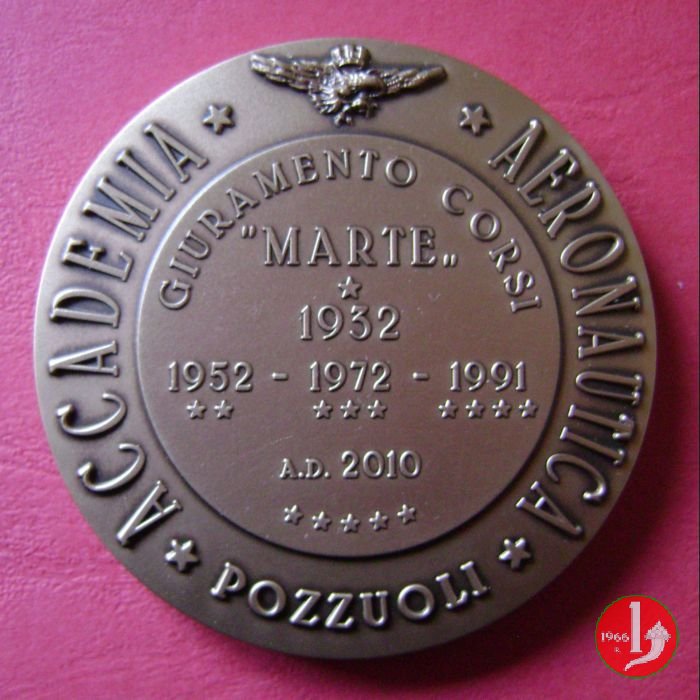 ACCADEMIA AERONAUTICA
POZZUOLI
GIURAMENTO CORSI
"MARTE"
1932
1952 - 1972 - 1991
A.D. 2010
1966
R.